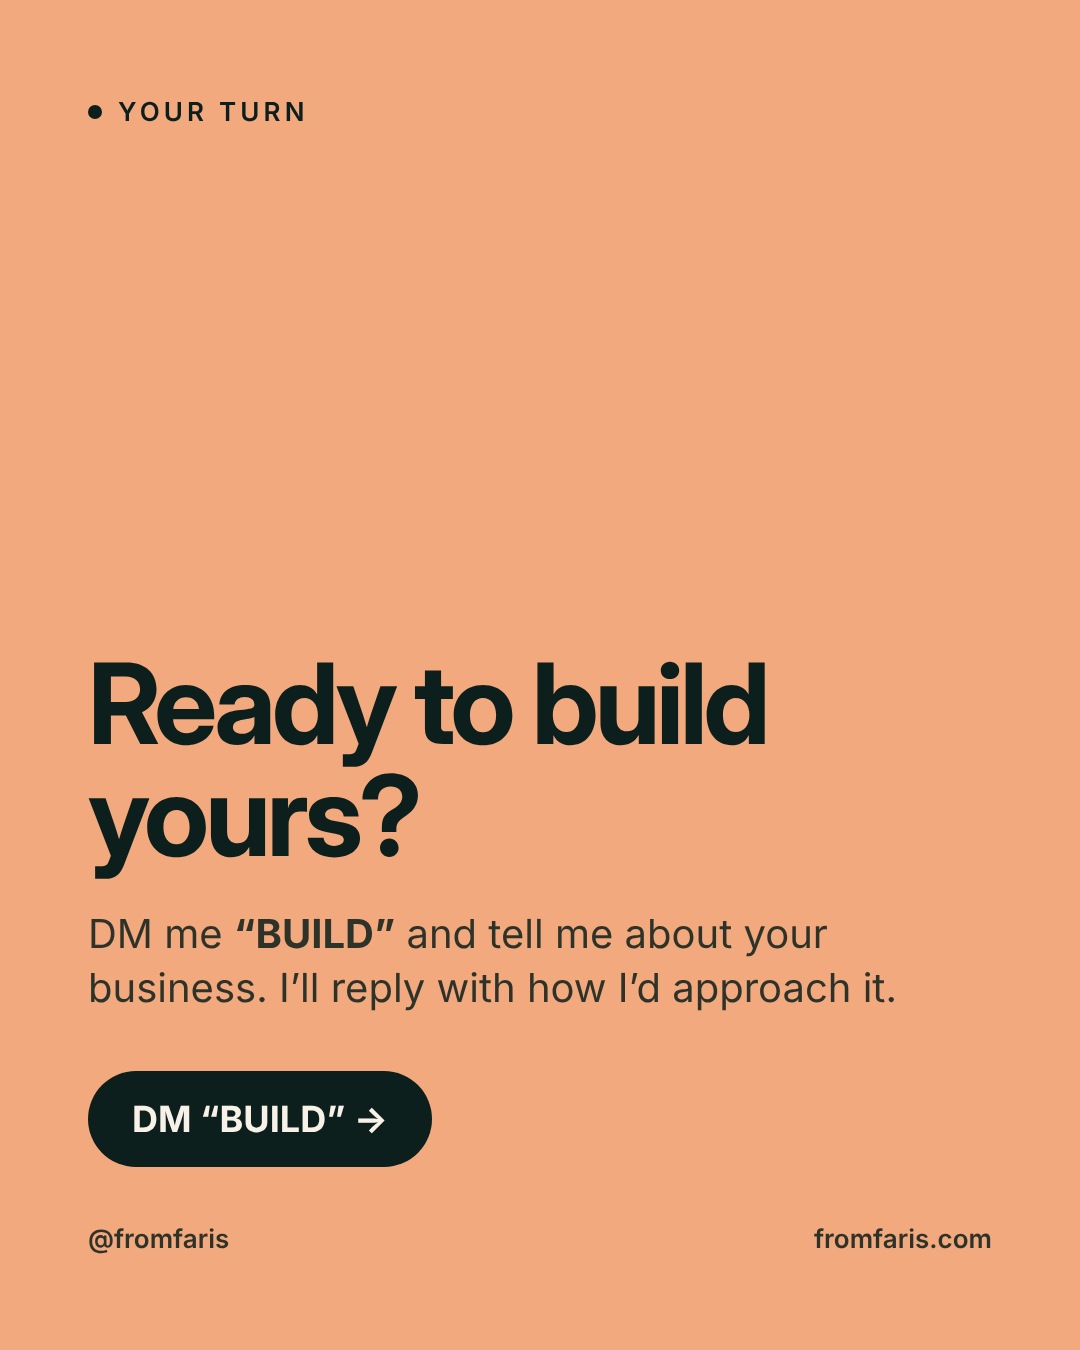 YOUR TURN
Ready to build
yours?
DM me “BUILD” and tell me about your
business. I’ll reply with how I’d approach it.
DM “BUILD” →
@fromfaris
fromfaris.com